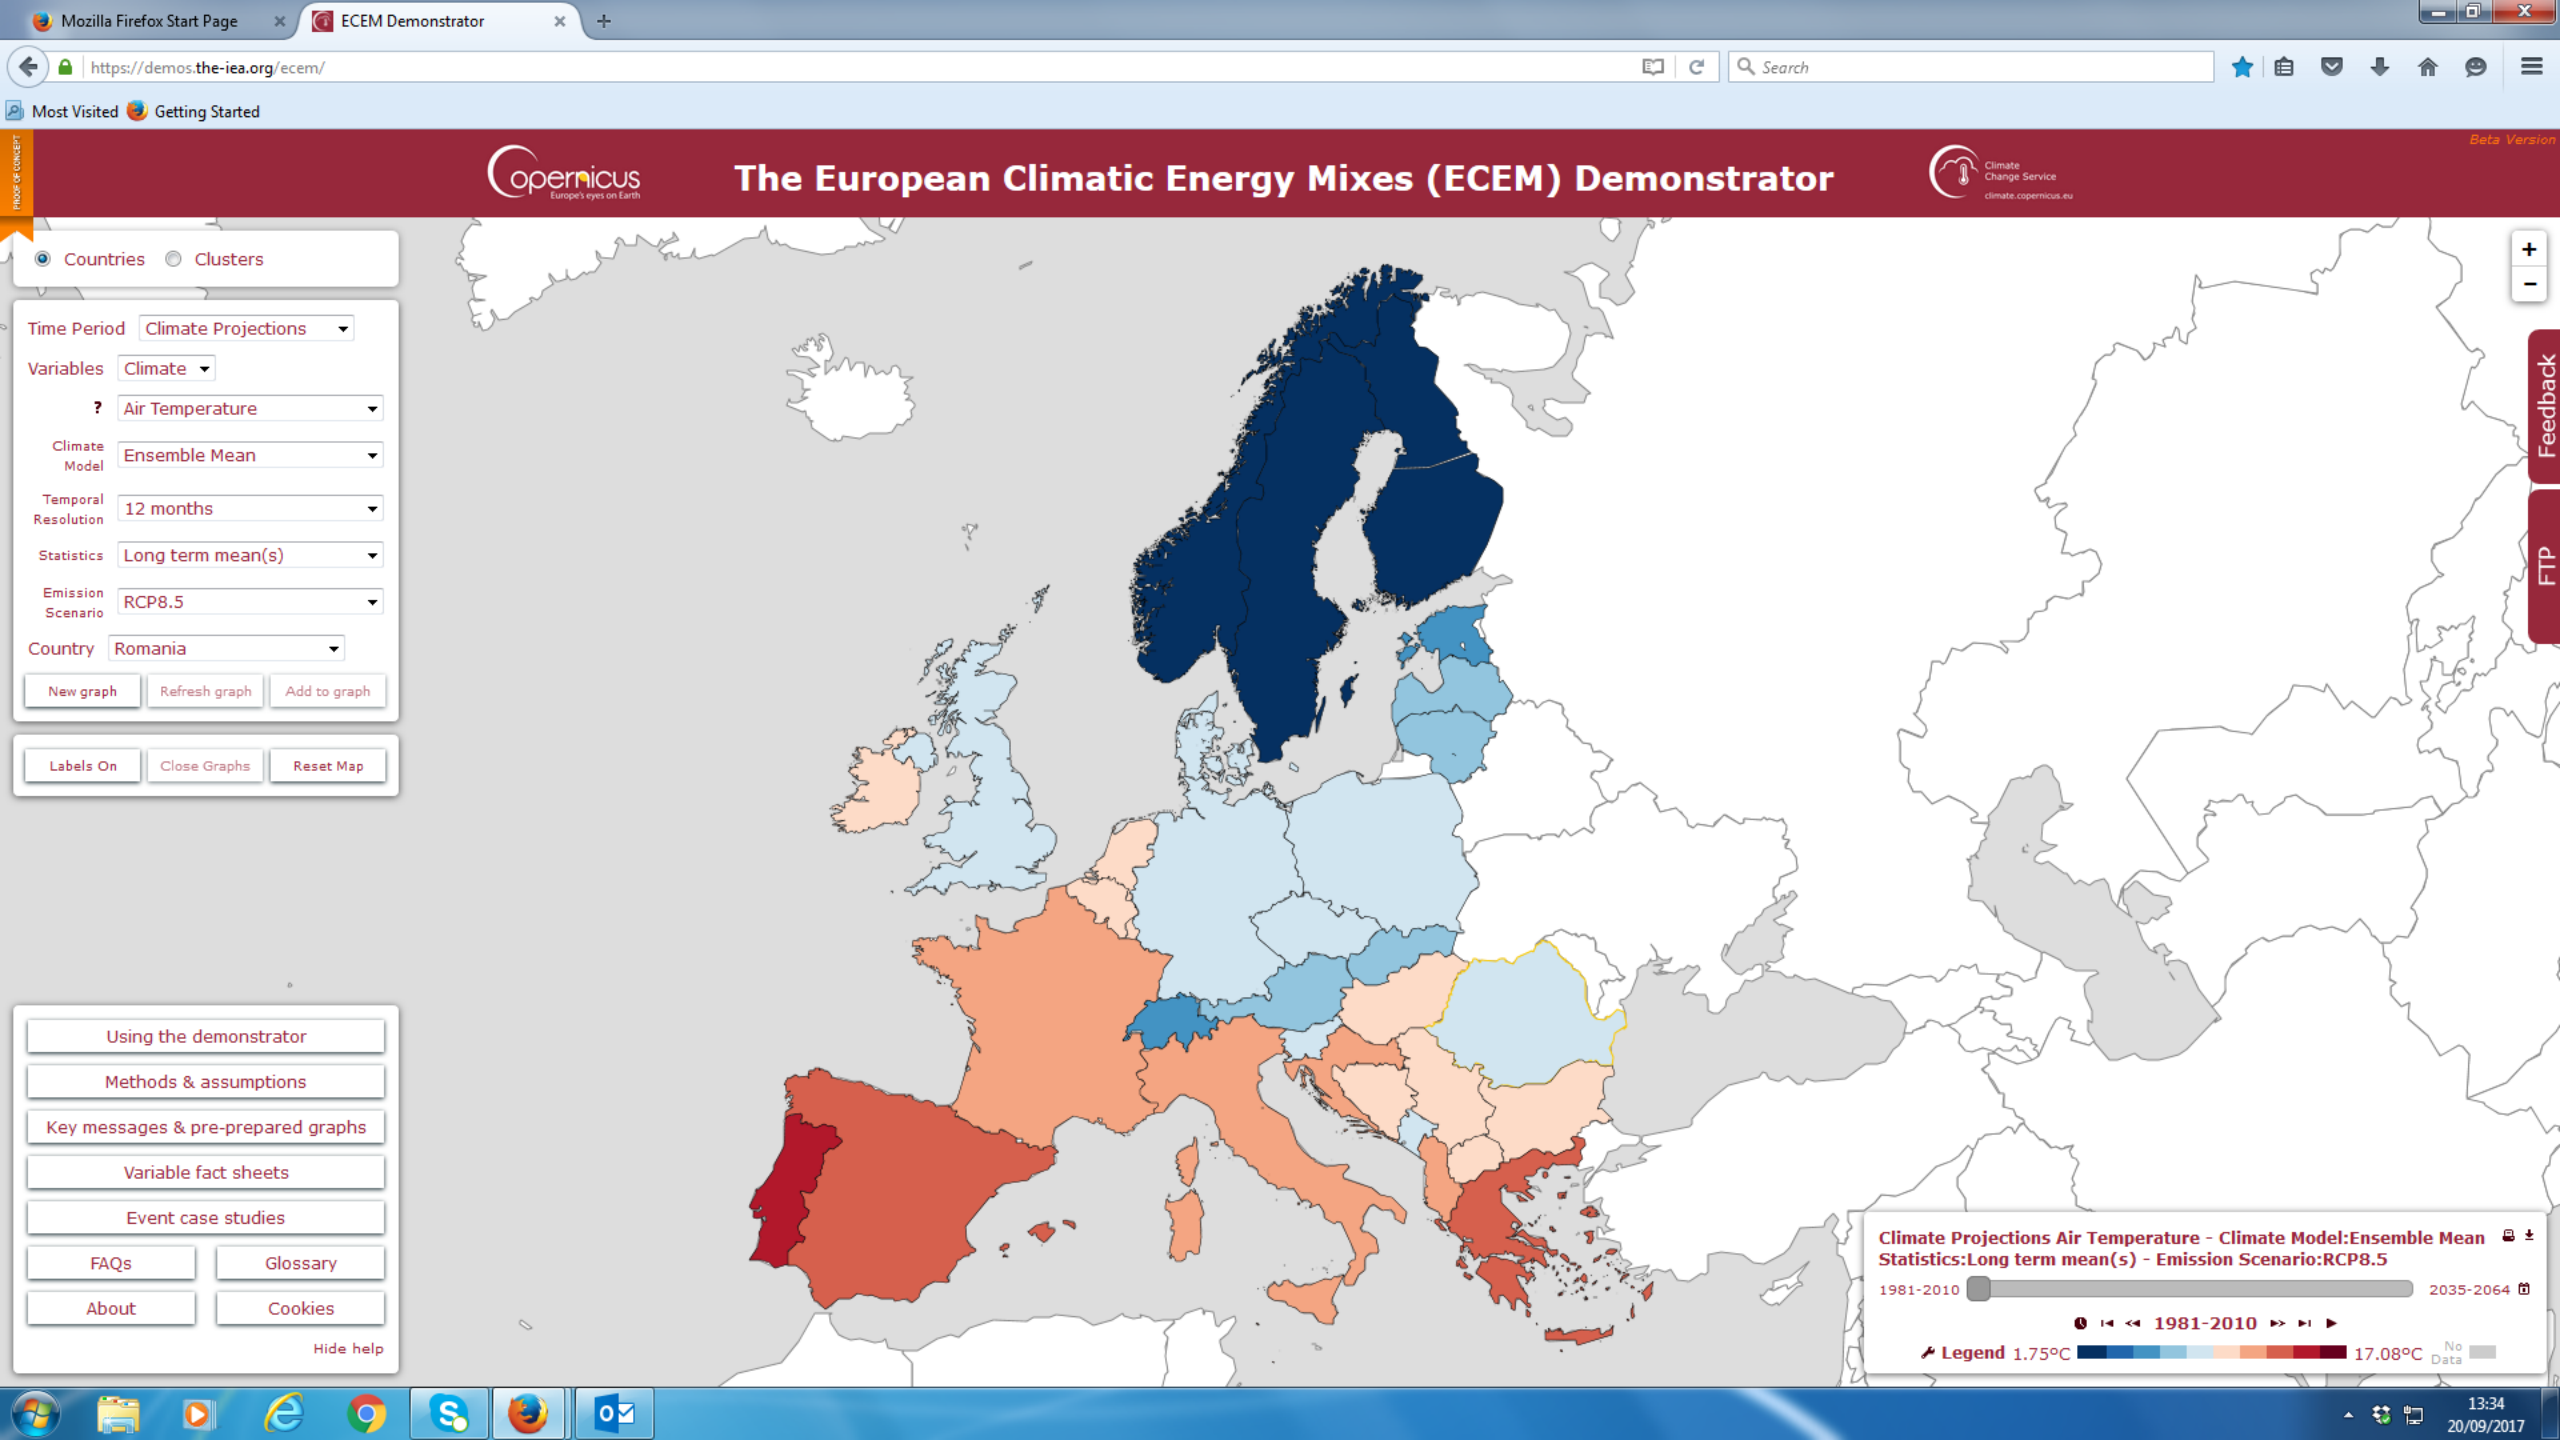 Mozilla Firefox Start Page
ECEM Demonstrator
https://demos.the-iea.org/ecem/
Search
Most Visited
Getting Started
PROOF OF CONCEPT
opernicus
Europe's eyes on Earth
The European Climatic Energy Mixes (ECEM) Demonstrator
Climate
Change Service
climate.copernicus.eu
Beta Version
Countries
Clusters
Time Period Climate Projections
Variables Climate
? Air Temperature
Climate
Model Ensemble Mean
Temporal
Resolution 12 months
Statistics Long term mean(s)
Emission
Scenario RCP8.5
Country Romania
New graph Refresh graph Add to graph
Labels On Close Graphs Reset Map
+
−
Feedback
FTP
Using the demonstrator
Methods & assumptions
Key messages & pre-prepared graphs
Variable fact sheets
Event case studies
FAQs Glossary
About Cookies
Hide help
Climate Projections Air Temperature - Climate Model:Ensemble Mean
Statistics:Long term mean(s) - Emission Scenario:RCP8.5
1981-2010 2035-2064
1981-2010
Legend 1.75ºC 17.08ºC No
Data
13:34
20/09/2017